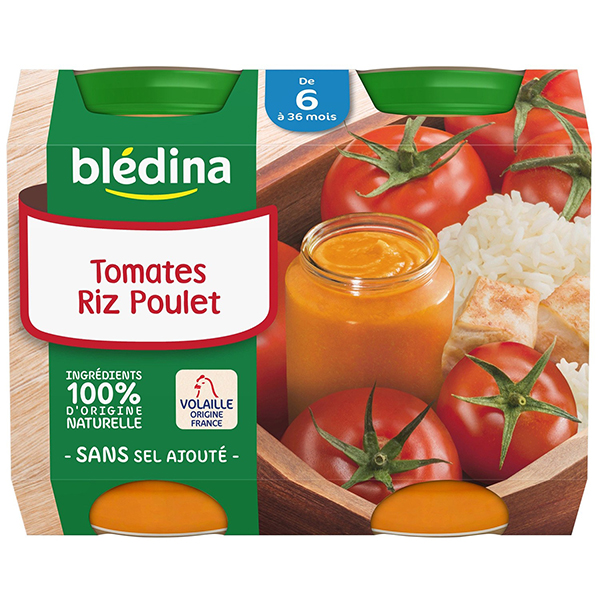 De
6
à 36 mois
blédina
Tomates
Riz Poulet
INGRÉDIENTS
100%
D'ORIGINE
NATURELLE
VOLAILLE
ORIGINE
FRANCE
- SANS SEL AJOUTÉ -